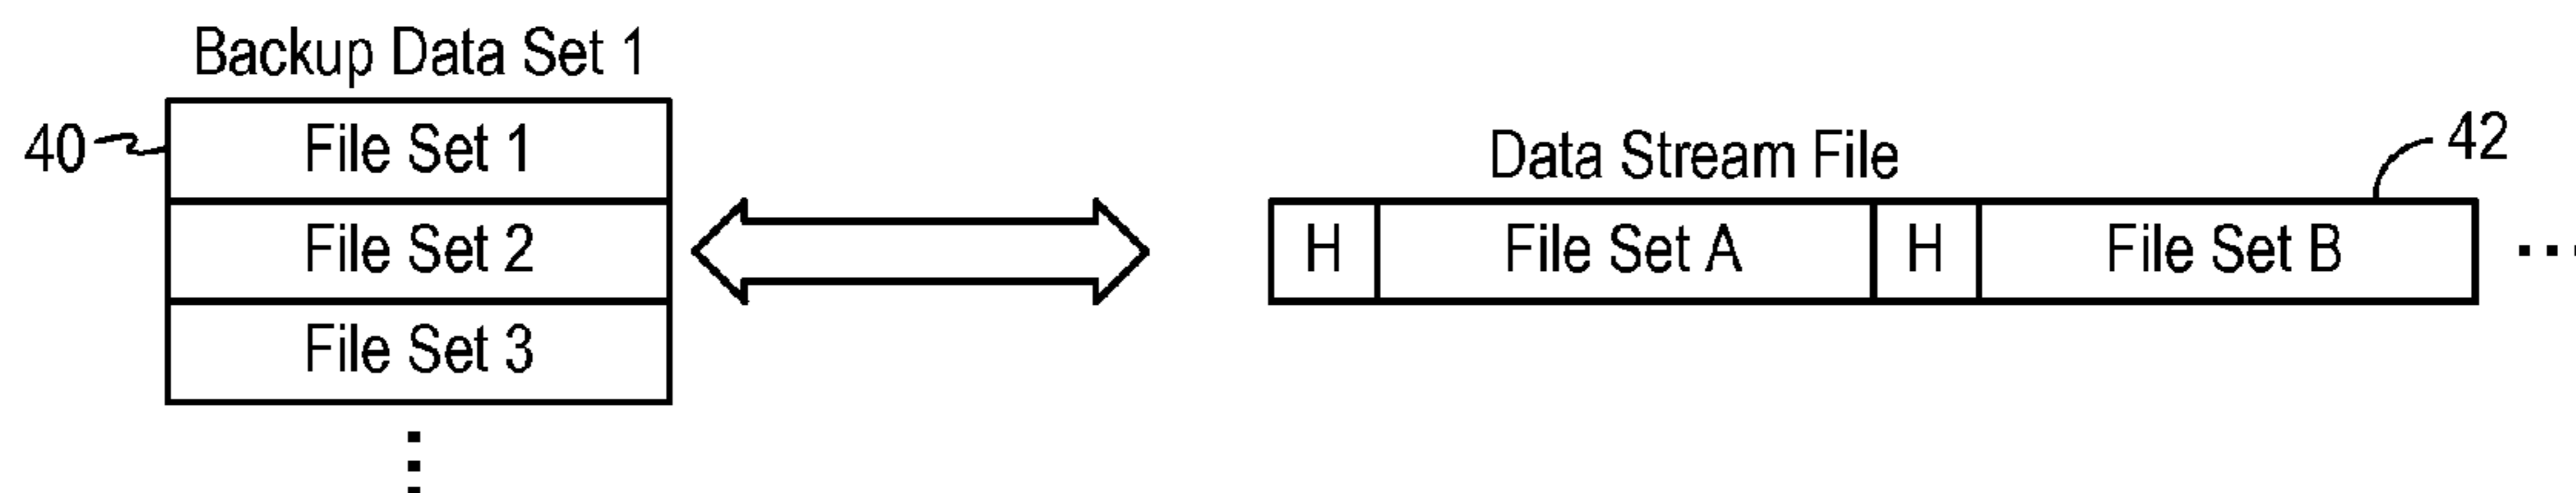 Backup Data Set 1
40
File Set 1
File Set 2
File Set 3
Data Stream File
42
H
File Set A
H
File Set B
...